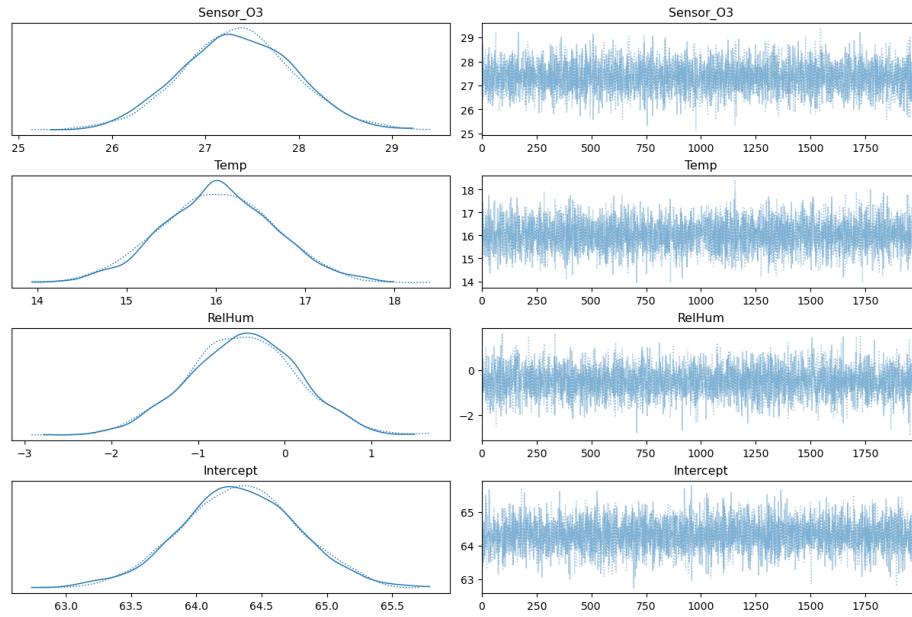 Sensor_O3 Sensor_O3
29
28
27
26
25
25 26 27 28 29 0 250 500 750 1000 1250 1500 1750
Temp Temp
18
17
16
15
14
14 15 16 17 18 0 250 500 750 1000 1250 1500 1750
RelHum RelHum
0
−2
−3 −2 −1 0 1 0 250 500 750 1000 1250 1500 1750
Intercept Intercept
65
64
63
63.0 63.5 64.0 64.5 65.0 65.5 0 250 500 750 1000 1250 1500 1750